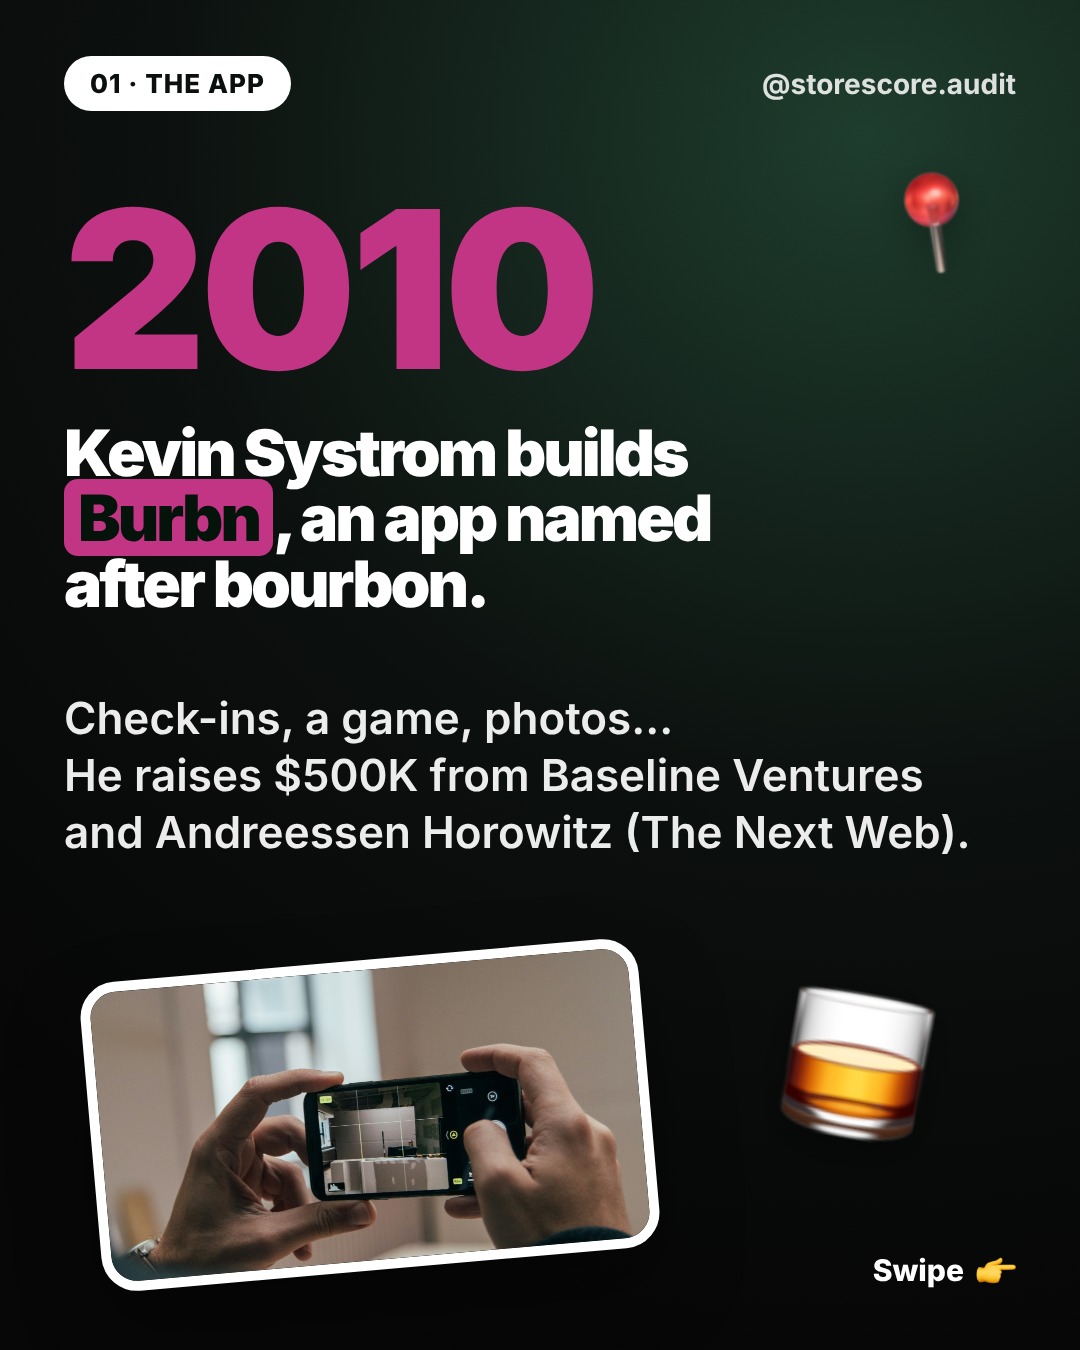 01 · THE APP
@storescore.audit
2010
Kevin Systrom builds
Burbn, an app named
after bourbon.
Check-ins, a game, photos...
He raises $500K from Baseline Ventures
and Andreessen Horowitz (The Next Web).
Swipe 👉